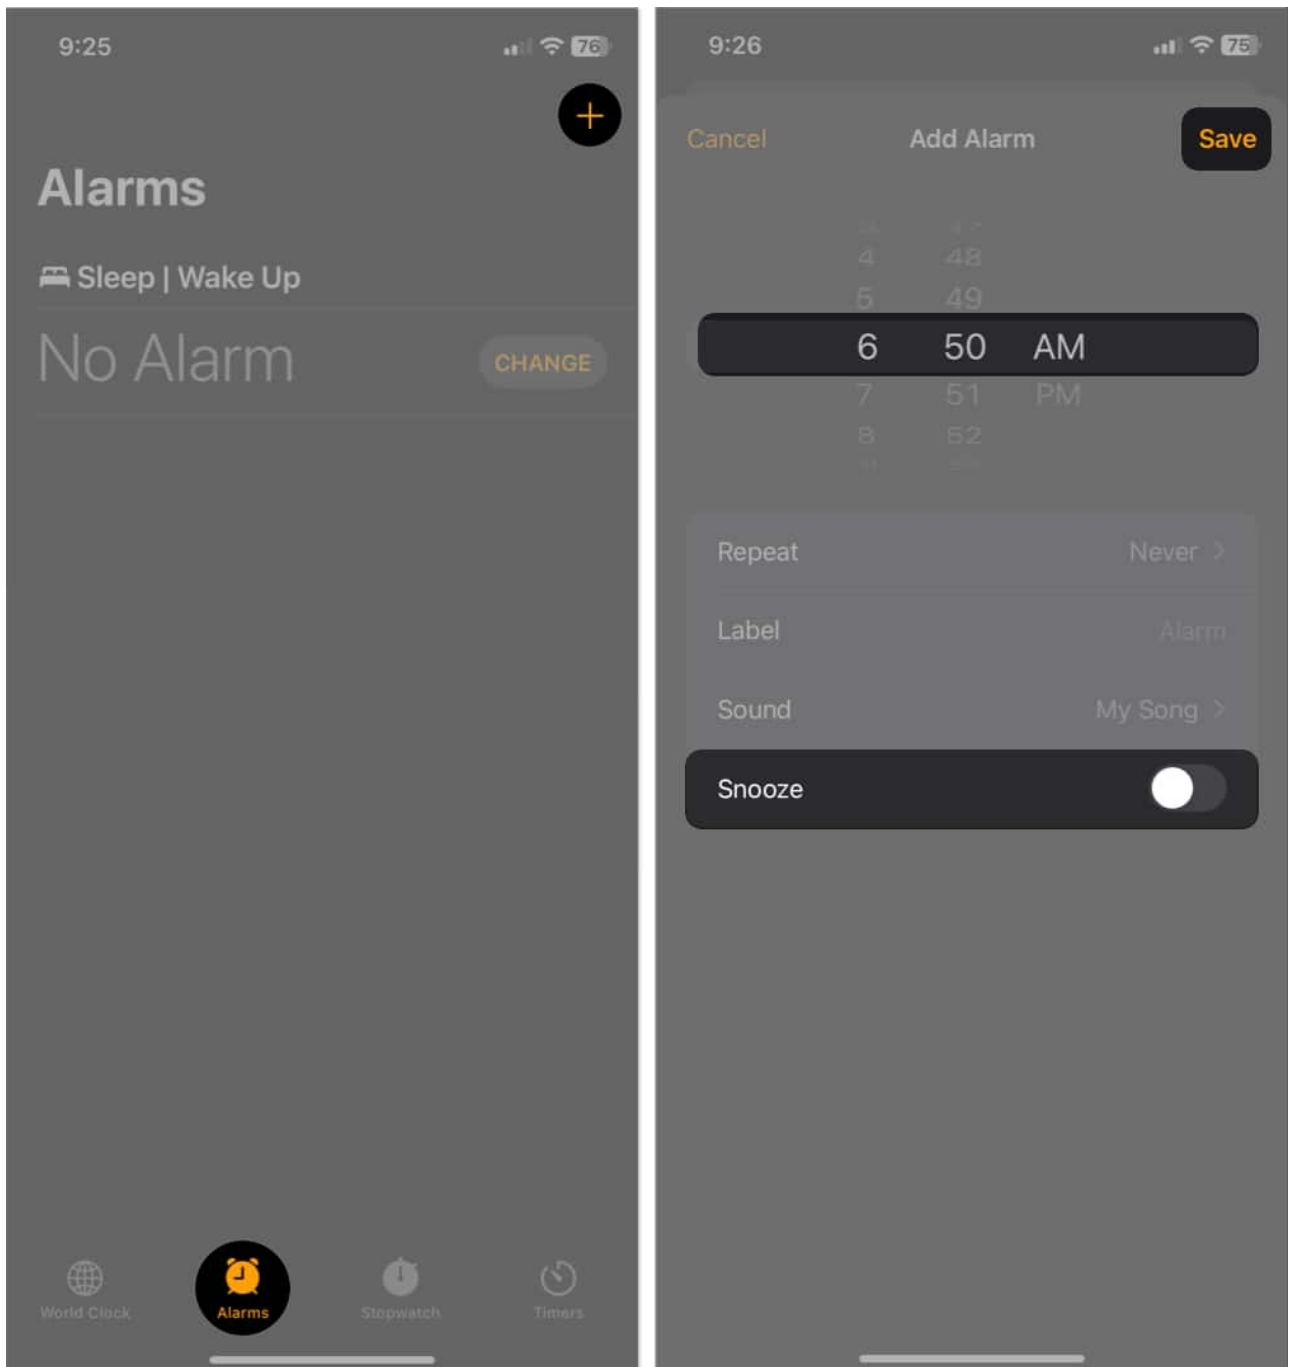 9:25
76
Alarms
Sleep | Wake Up
No Alarm
CHANGE
World Clock
Alarms
Stopwatch
Timers
9:26
75
Cancel
Add Alarm
Save
4 48
5 49
6 50 AM
7 51 PM
8 52
Repeat
Never
Label
Alarm
Sound
My Song
Snooze